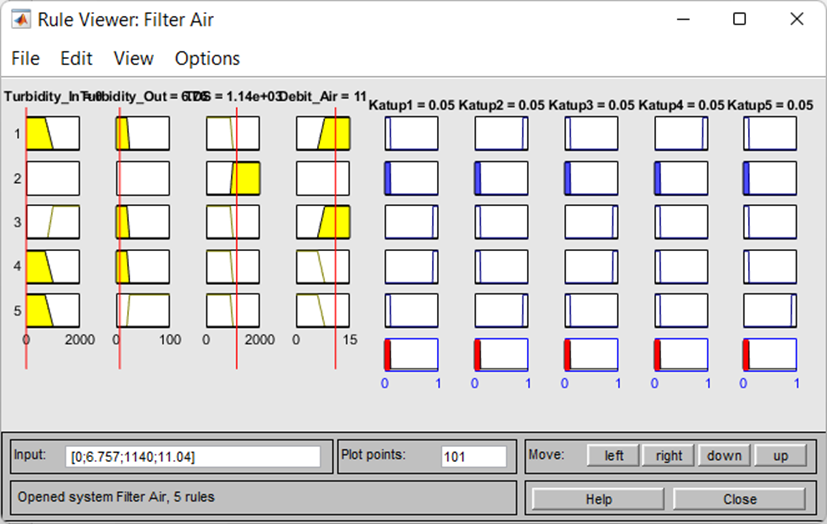 Rule Viewer: Filter Air
File Edit View Options
Turbidity_In = 0 Turbidity_Out = 6.76 TDS = 1.14e+03 Debit_Air = 11 Katup1 = 0.05 Katup2 = 0.05 Katup3 = 0.05 Katup4 = 0.05 Katup5 = 0.05
1
2
3
4
5
0 2000 0 100 0 2000 0 15
0 1 0 1 0 1 0 1 0 1
Input: [0;6.757;1140;11.04] Plot points: 101 Move: left right down up
Opened system Filter Air, 5 rules Help Close